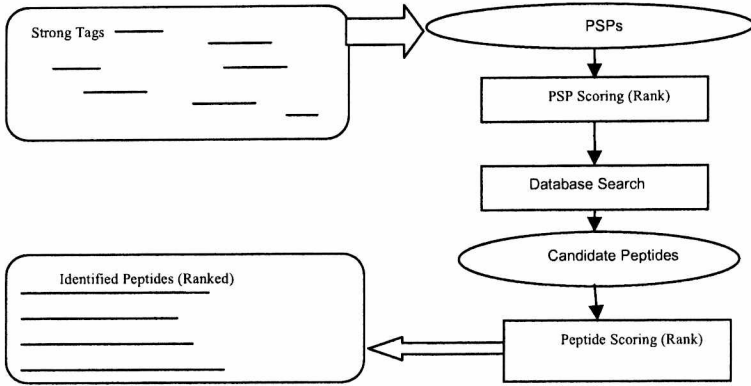 Strong Tags
PSPs
PSP Scoring (Rank)
Database Search
Candidate Peptides
Identified Peptides (Ranked)
Peptide Scoring (Rank)